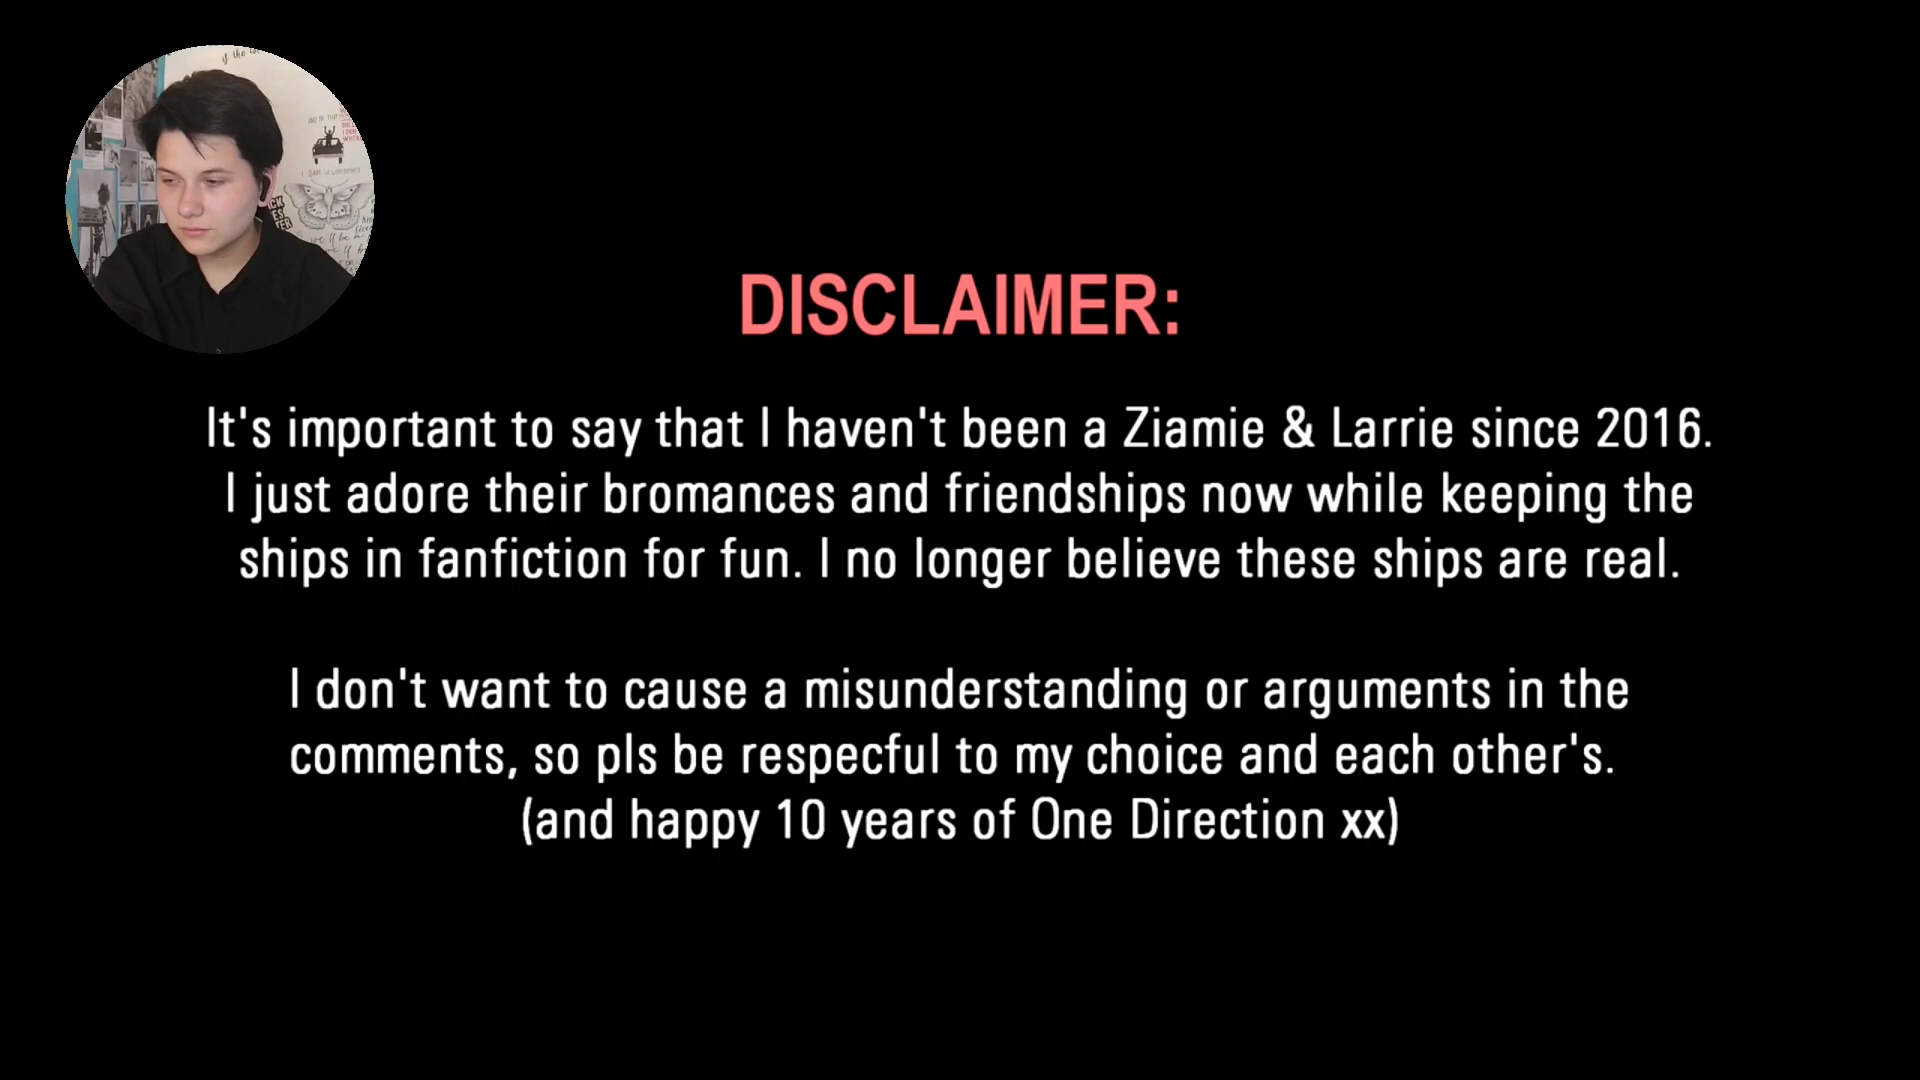 DISCLAIMER:
It's important to say that I haven't been a Ziamie & Larrie since 2016.
I just adore their bromances and friendships now while keeping the
ships in fanfiction for fun. I no longer believe these ships are real.
I don't want to cause a misunderstanding or arguments in the
comments, so pls be respecful to my choice and each other's.
(and happy 10 years of One Direction xx)